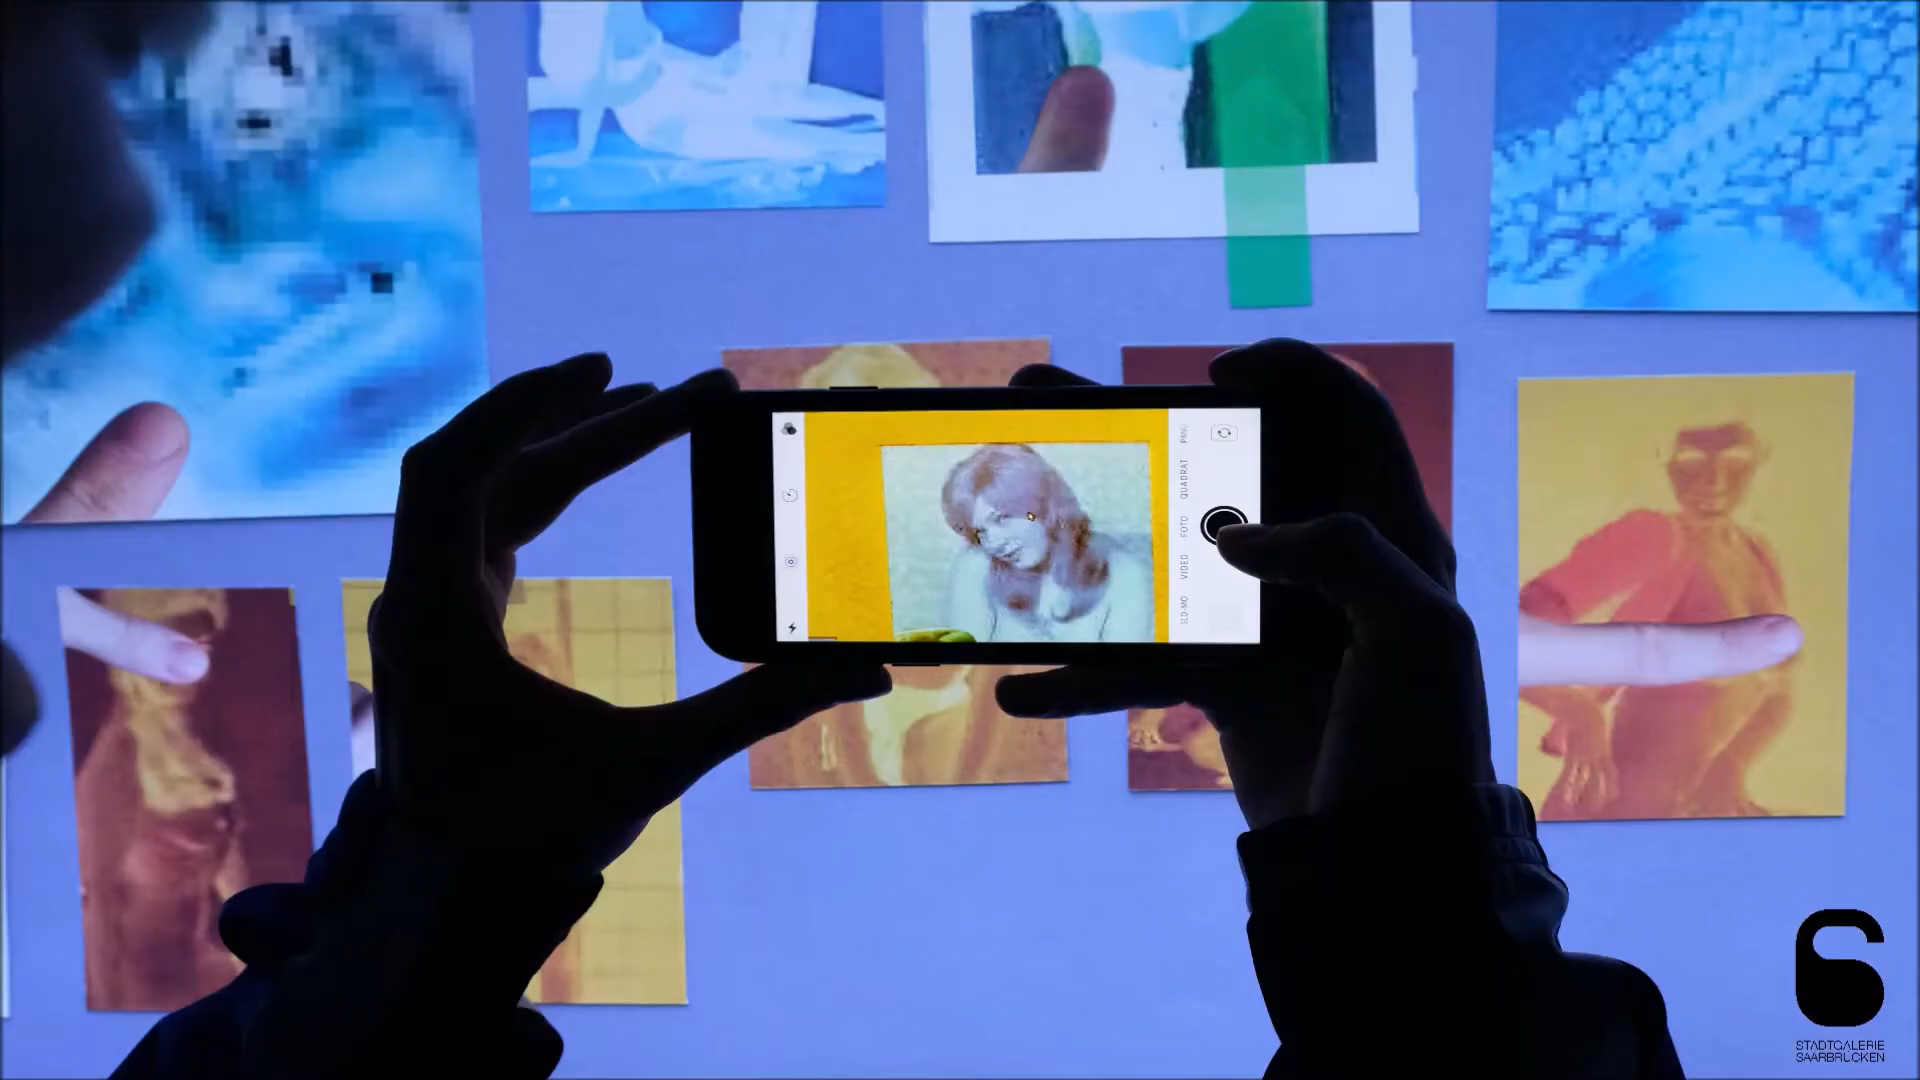 PANO
QUADRAT
FOTO
VIDEO
SLO-MO
STADTGALERIE
SAARBRÜCKEN